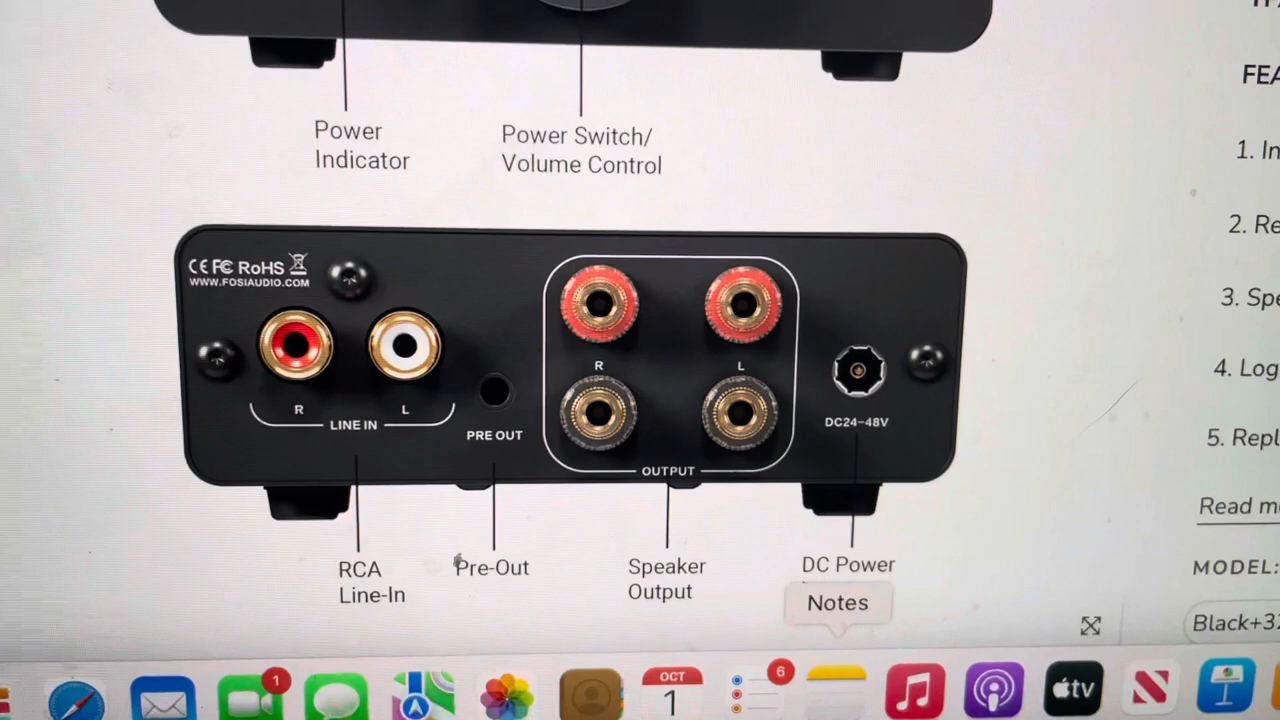 Power
Indicator
Power Switch/
Volume Control
CE FC RoHS
WWW.FOSIAUDIO.COM
R
L
LINE IN
PRE OUT
R
L
OUTPUT
DC24-48V
RCA
Line-In
Pre-Out
Speaker
Output
DC Power
Notes
1.
2. Re
3. Spe
4. Log
5. Repl
Read m
MODEL:
Black+32
1
OCT
1
6
tv